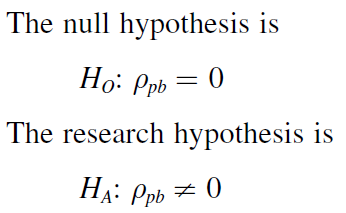 The null hypothesis is
H_O: ρ_pb = 0
The research hypothesis is
H_A: ρ_pb ≠ 0